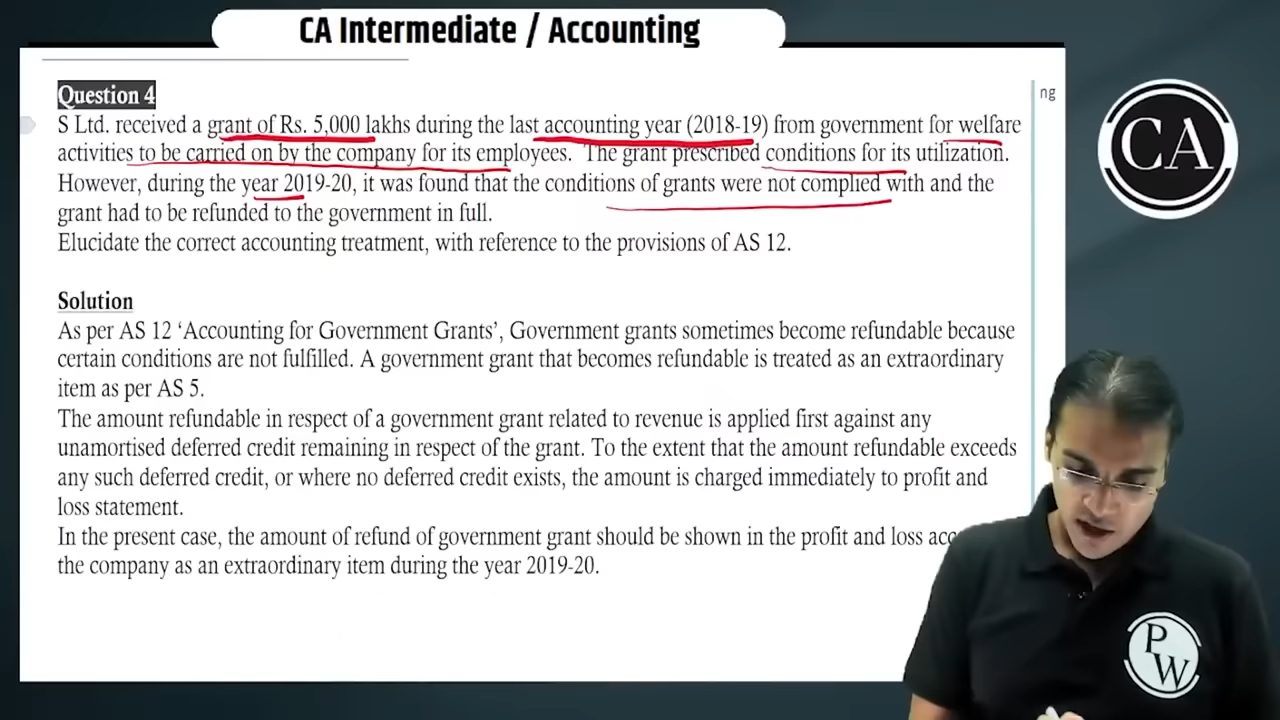 CA Intermediate / Accounting
ng
Question 4
S Ltd. received a grant of Rs. 5,000 lakhs during the last accounting year (2018-19) from government for welfare
activities to be carried on by the company for its employees. The grant prescribed conditions for its utilization.
However, during the year 2019-20, it was found that the conditions of grants were not complied with and the
grant had to be refunded to the government in full.
Elucidate the correct accounting treatment, with reference to the provisions of AS 12.
Solution
As per AS 12 ‘Accounting for Government Grants’, Government grants sometimes become refundable because
certain conditions are not fulfilled. A government grant that becomes refundable is treated as an extraordinary
item as per AS 5.
The amount refundable in respect of a government grant related to revenue is applied first against any
unamortised deferred credit remaining in respect of the grant. To the extent that the amount refundable exceeds
any such deferred credit, or where no deferred credit exists, the amount is charged immediately to profit and
loss statement.
In the present case, the amount of refund of government grant should be shown in the profit and loss
the company as an extraordinary item during the year 2019-20.
CA
PW